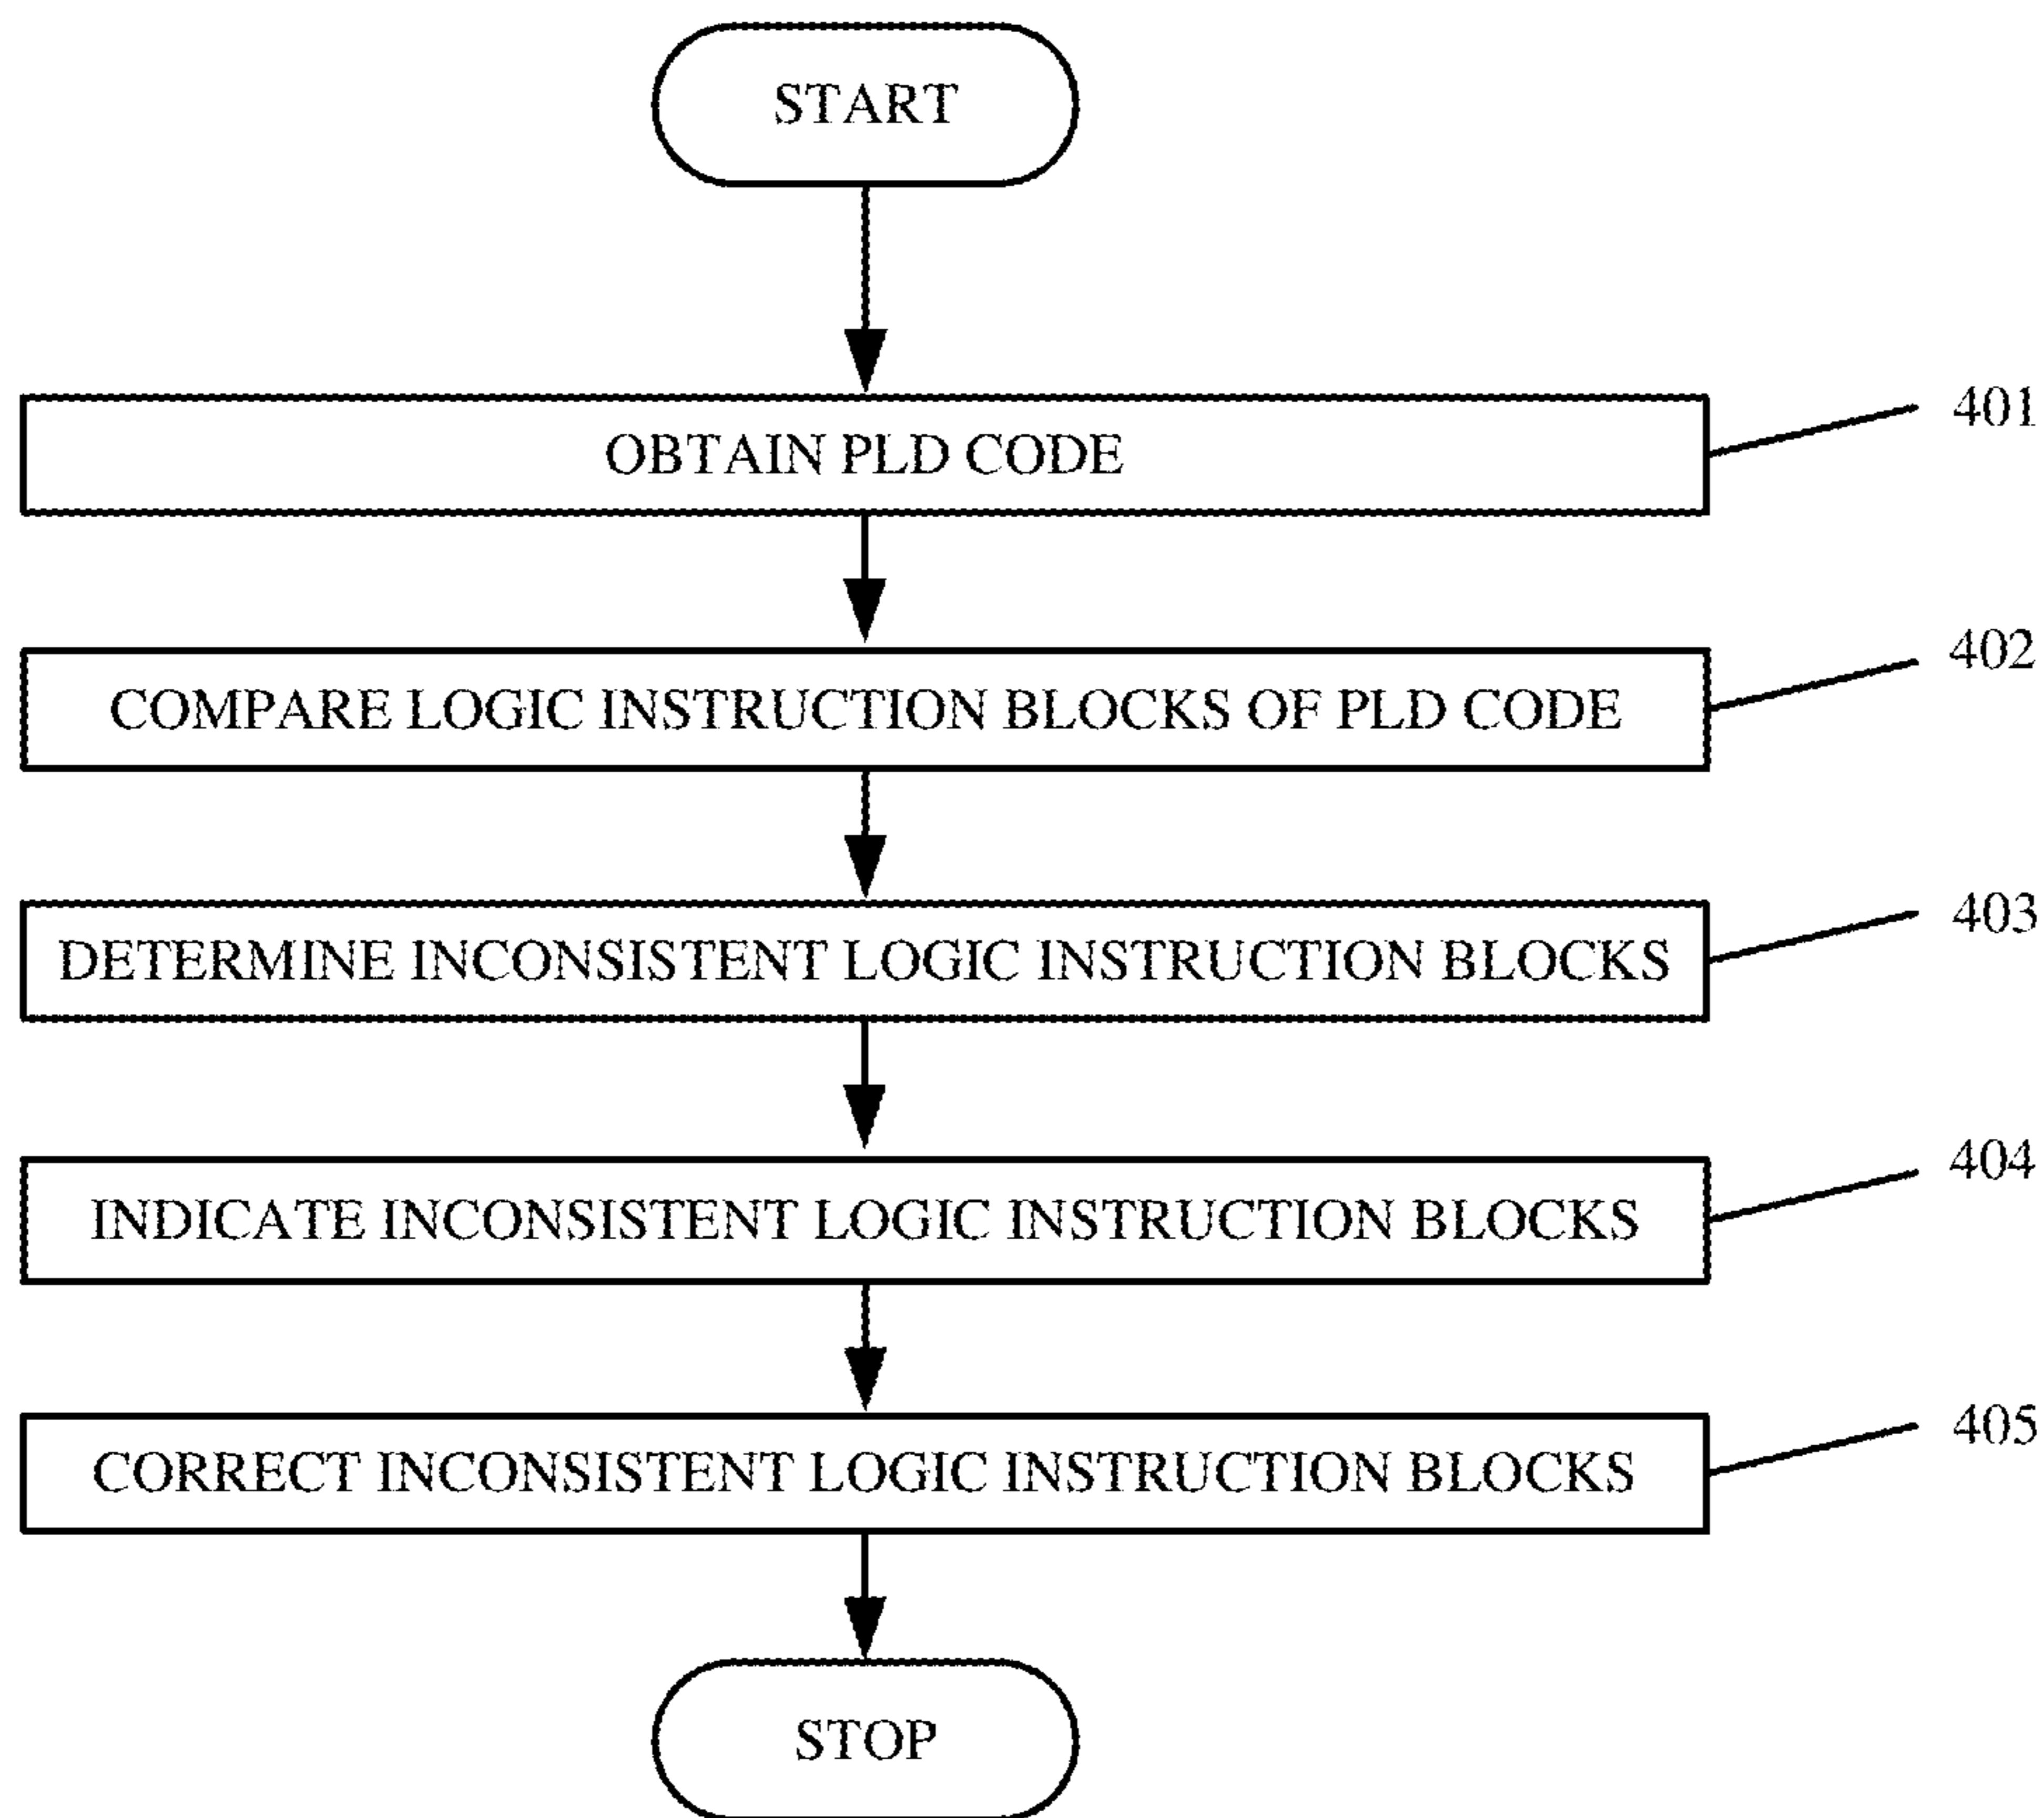 START
OBTAIN PLD CODE
401
COMPARE LOGIC INSTRUCTION BLOCKS OF PLD CODE
402
DETERMINE INCONSISTENT LOGIC INSTRUCTION BLOCKS
403
INDICATE INCONSISTENT LOGIC INSTRUCTION BLOCKS
404
CORRECT INCONSISTENT LOGIC INSTRUCTION BLOCKS
405
STOP